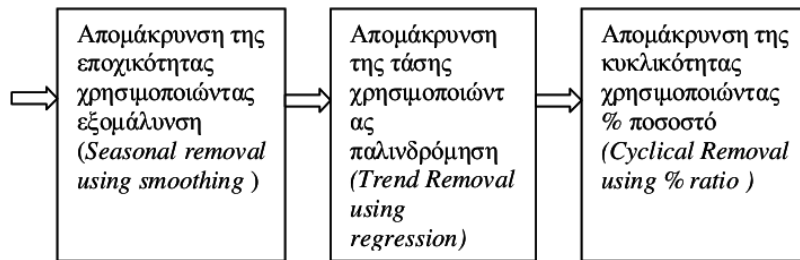 Απομάκρυνση της
εποχικότητας
χρησιμοποιώντας
εξομάλυνση
(Seasonal removal
using smoothing )
Απομάκρυνση
της τάσης
χρησιμοποιώντ
ας
παλινδρόμηση
(Trend Removal
using
regression)
Απομάκρυνση της
κυκλικότητας
χρησιμοποιώντας
% ποσοστό
(Cyclical Removal
using % ratio )